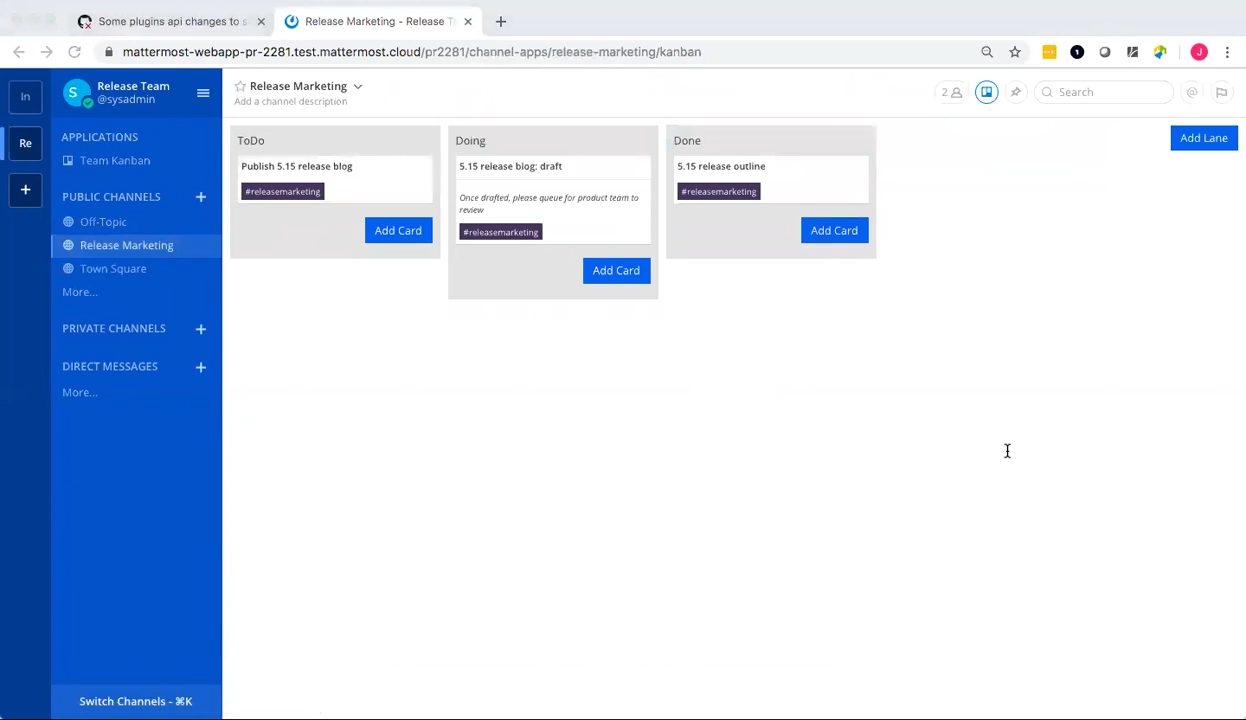 Some plugins api changes to s
Release Marketing - Release T
mattermost-webapp-pr-2281.test.mattermost.cloud/pr2281/channel-apps/release-marketing/kanban
1
J
In
Re
S
Release Team
@sysadmin
APPLICATIONS
Team Kanban
PUBLIC CHANNELS
Off-Topic
Release Marketing
Town Square
More...
PRIVATE CHANNELS
DIRECT MESSAGES
More...
Switch Channels - ⌘K
Release Marketing
Add a channel description
2
Search
Add Lane
ToDo
Publish 5.15 release blog
#releasemarketing
Add Card
Doing
5.15 release blog: draft
Once drafted, please queue for product team to
review
#releasemarketing
Add Card
Done
5.15 release outline
#releasemarketing
Add Card